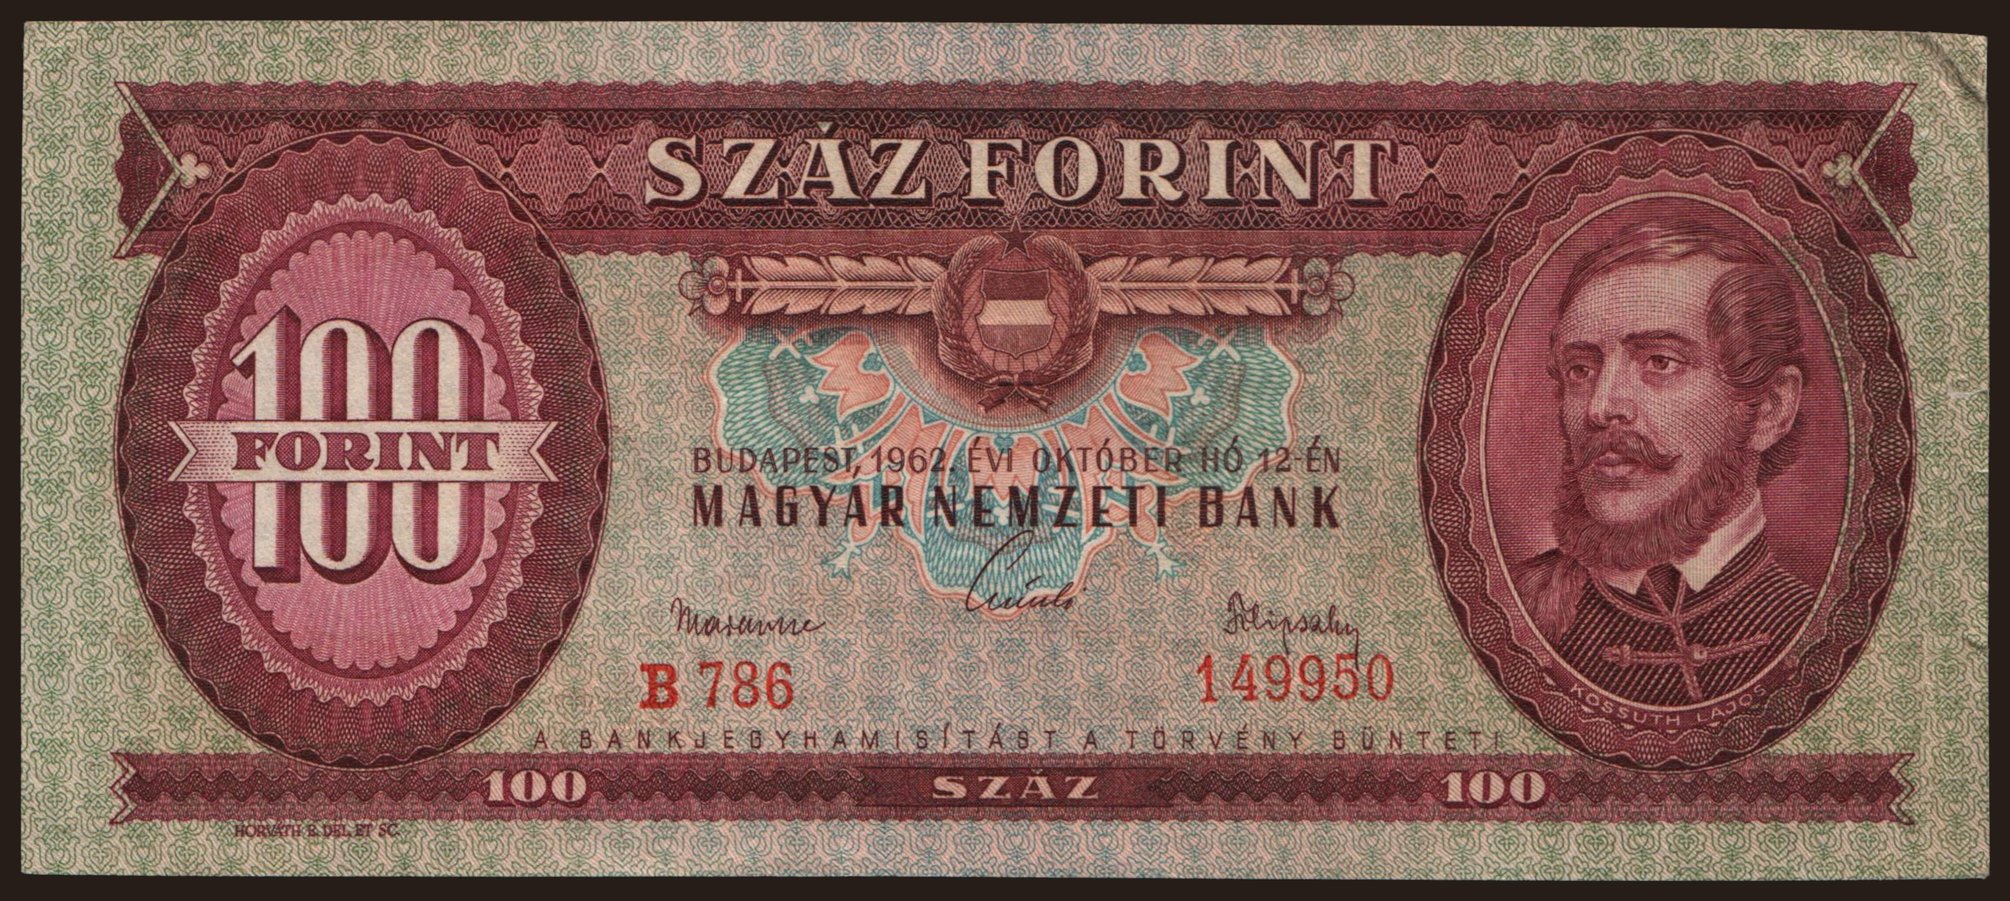 SZÁZ FORINT
100
FORINT
BUDAPEST, 1962. ÉVI OKTÓBER HÓ 12-ÉN
MAGYAR NEMZETI BANK
B 786
149950
KOSSUTH LAJOS
A BANKJEGYHAMISÍTÁST A TÖRVÉNY BÜNTETI
100
SZÁZ
100
HORVÁTH E. DEL. ET SC.